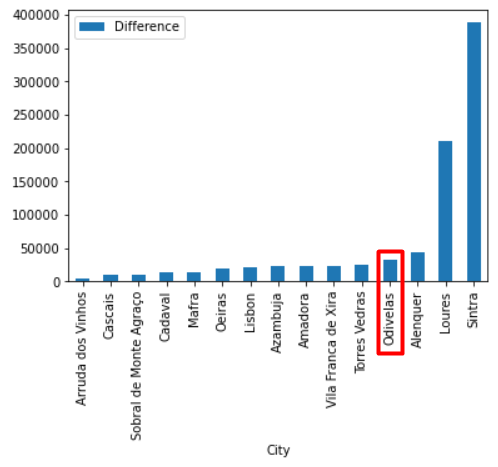 400000
350000
300000
250000
200000
150000
100000
50000
0
Difference
Arruda dos Vinhos
Cascais
Sobral de Monte Agraço
Cadaval
Mafra
Oeiras
Lisbon
Azambuja
Amadora
Vila Franca de Xira
Torres Vedras
Odivelas
Alenquer
Loures
Sintra
City